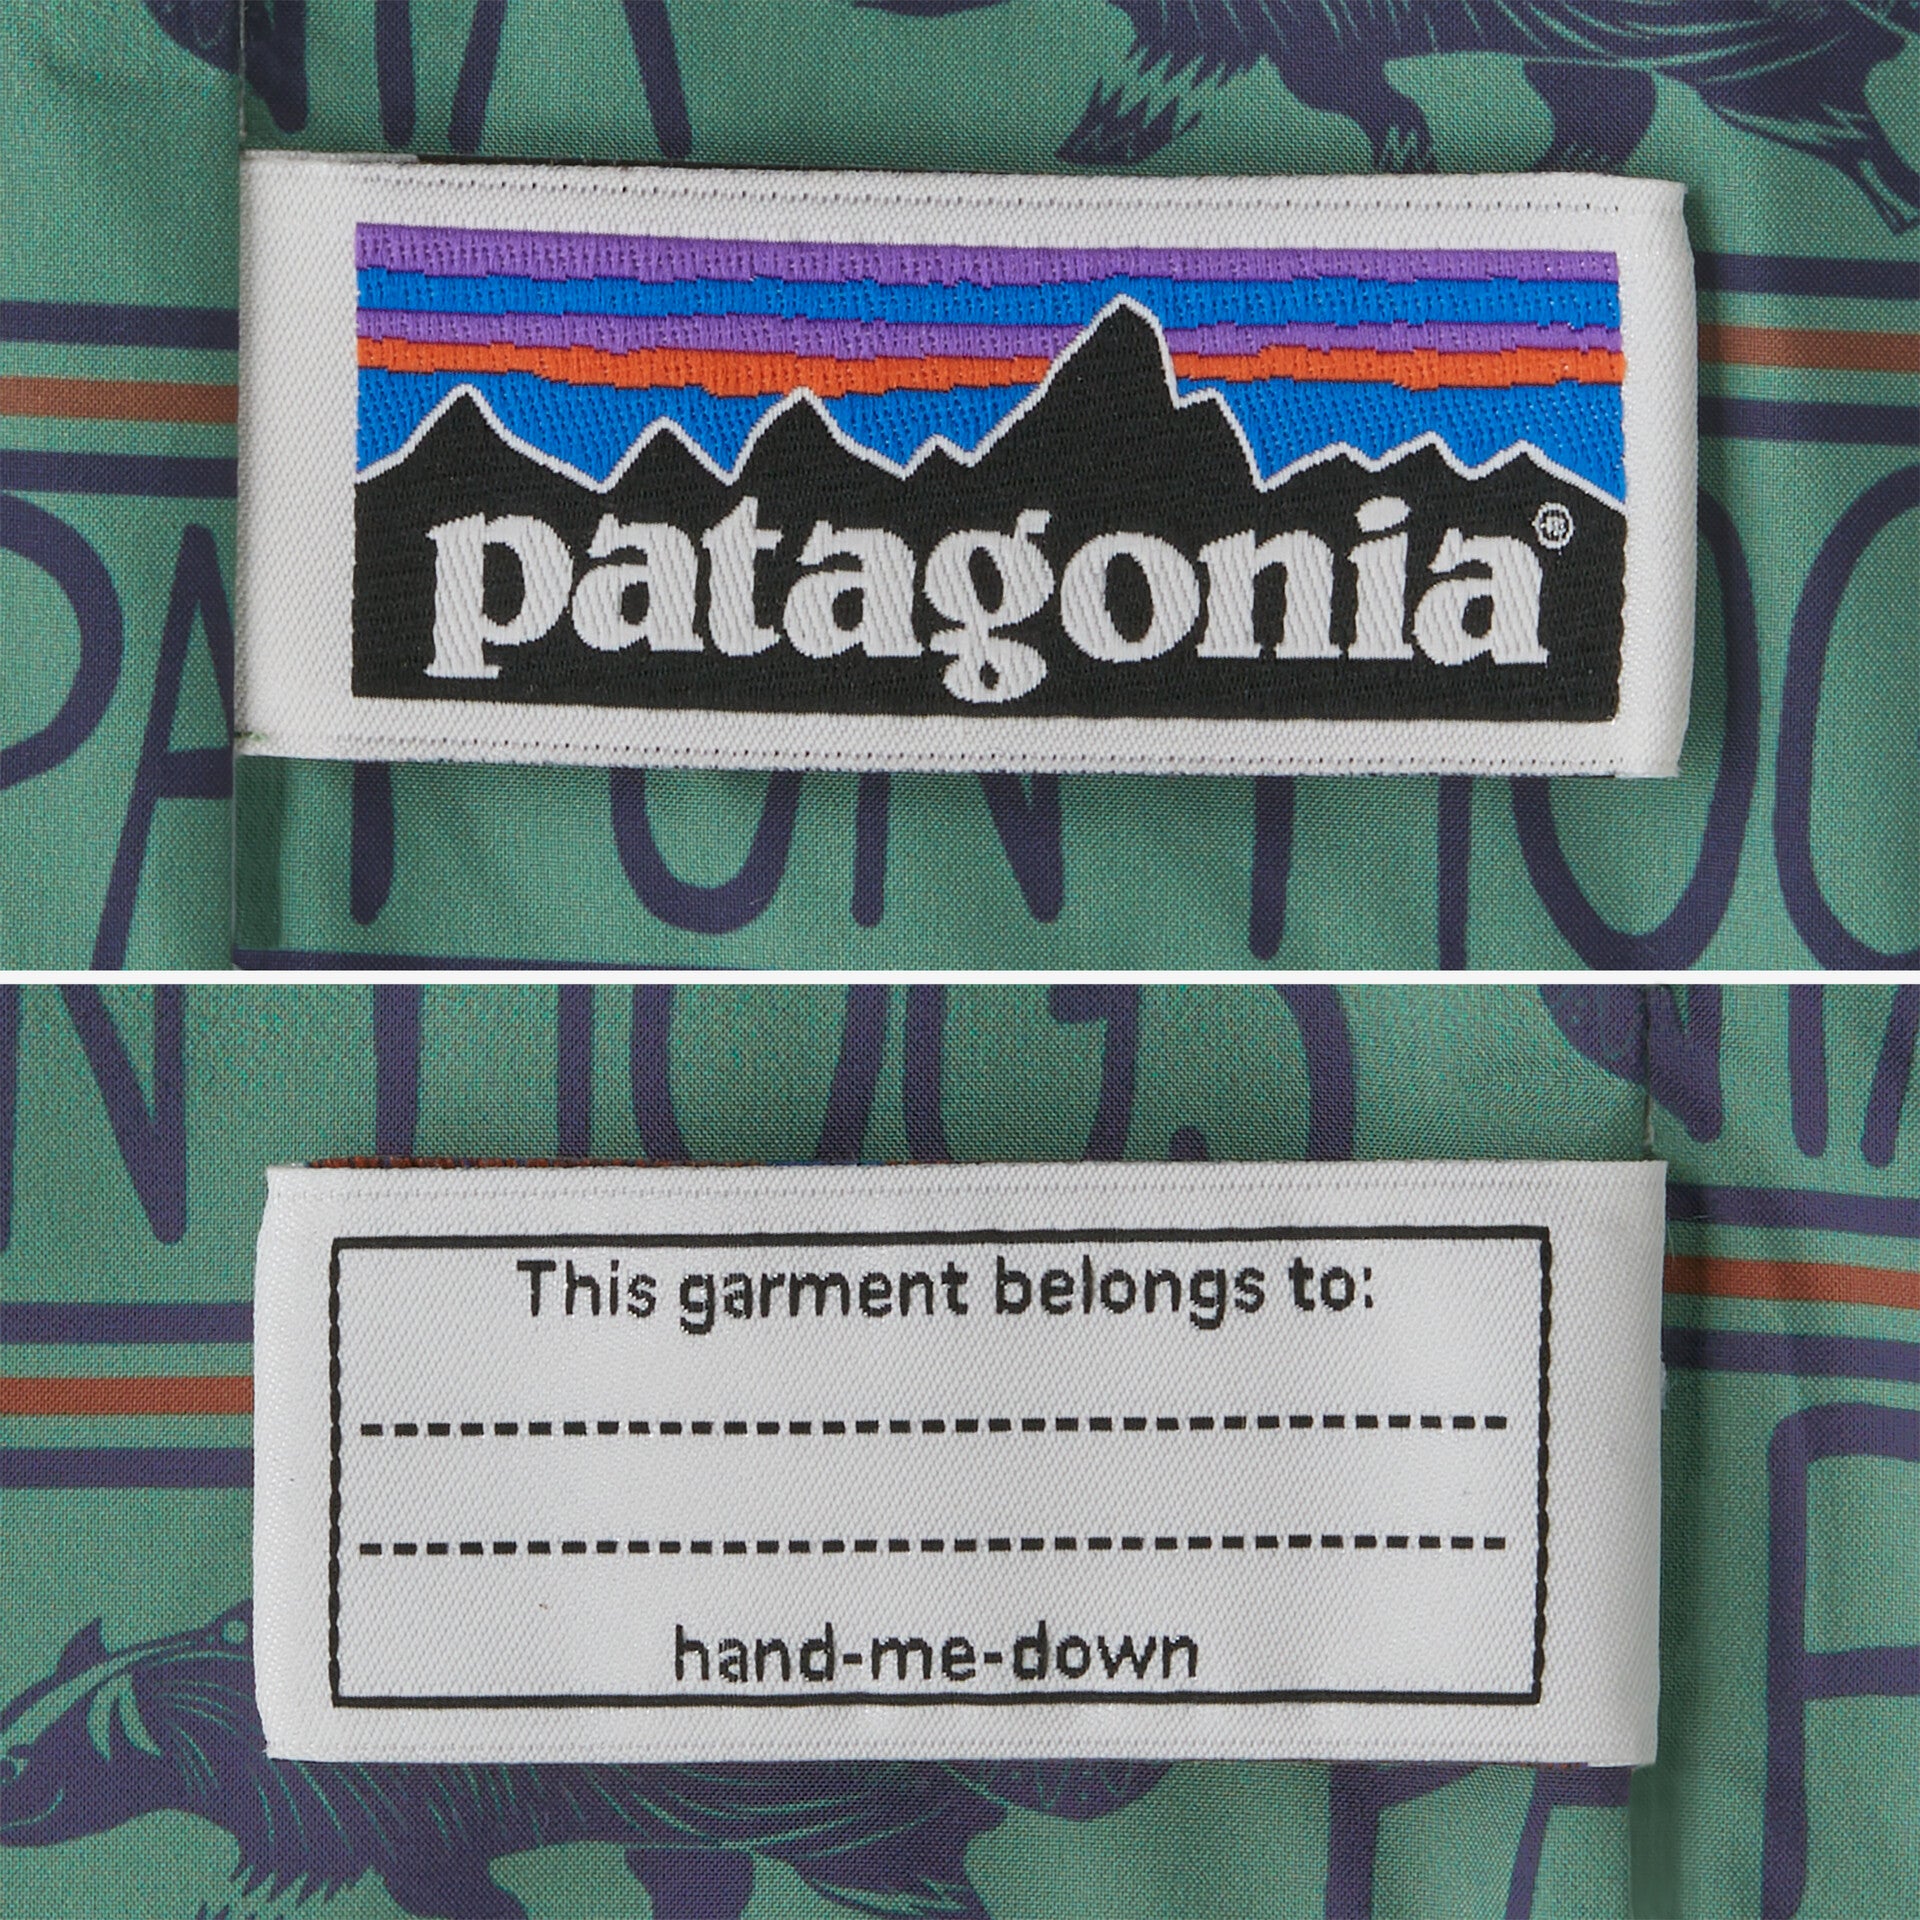 patagonia®
This garment belongs to:
hand-me-down